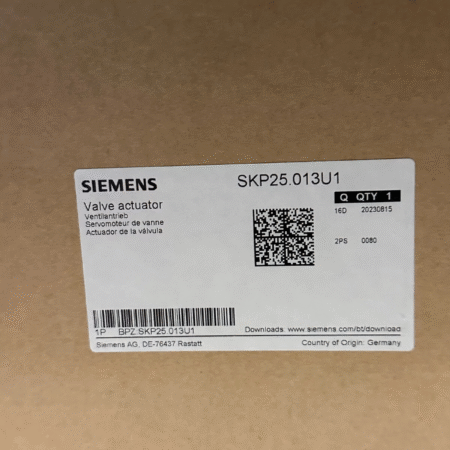 SIEMENS
SKP25.013U1
Valve actuator
Ventilantrieb
Servomoteur de vanne
Actuador de la válvula
Q QTY 1
16D 20230815
2PS 0080
1P BPZ:SKP25.013U1
Downloads www.siemens.com/bt/download
Siemens AG, DE-76437 Rastatt
Country of Origin: Germany